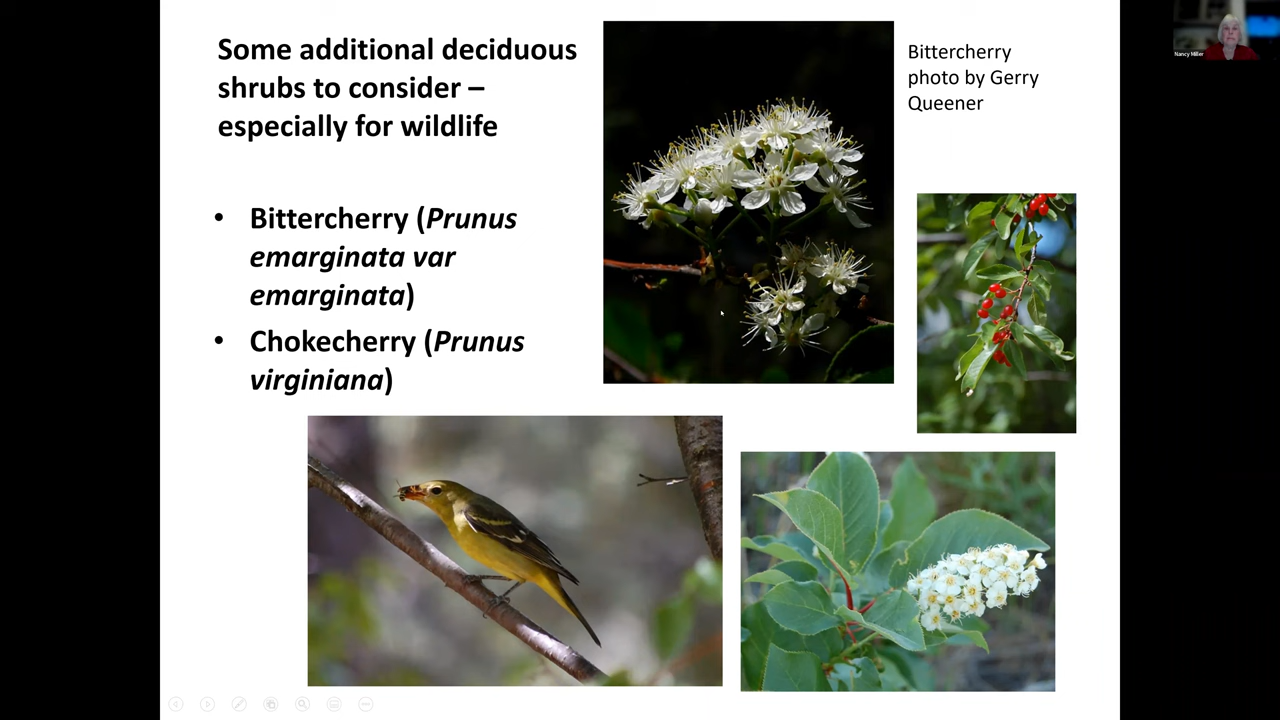 Some additional deciduous
shrubs to consider –
especially for wildlife
• Bittercherry (Prunus
emarginata var
emarginata)
• Chokecherry (Prunus
virginiana)
Bittercherry
photo by Gerry
Queener
Nancy Miller